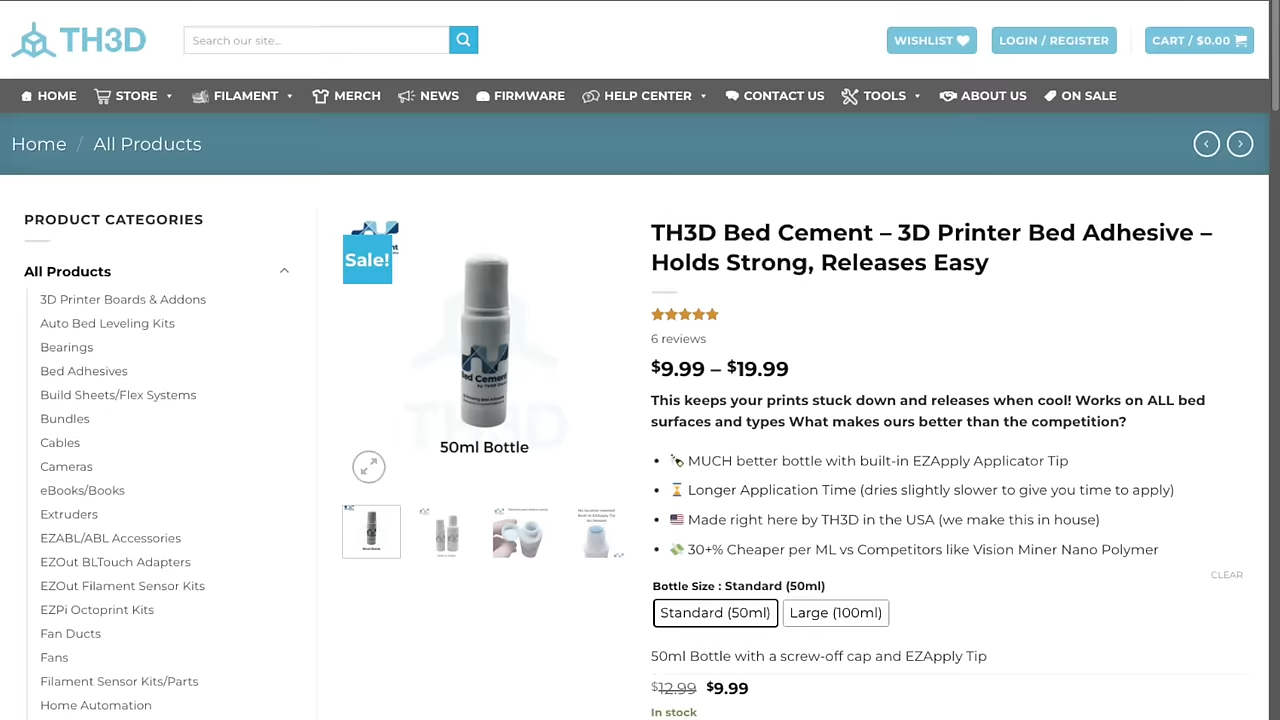 TH3D
Search our site...
WISHLIST
LOGIN / REGISTER
CART / $0.00
HOME
STORE
FILAMENT
MERCH
NEWS
FIRMWARE
HELP CENTER
CONTACT US
TOOLS
ABOUT US
ON SALE
Home / All Products
PRODUCT CATEGORIES
All Products
3D Printer Boards & Addons
Auto Bed Leveling Kits
Bearings
Bed Adhesives
Build Sheets/Flex Systems
Bundles
Cables
Cameras
eBooks/Books
Extruders
EZABL/ABL Accessories
EZOut BLTouch Adapters
EZOut Filament Sensor Kits
EZPi Octoprint Kits
Fan Ducts
Fans
Filament Sensor Kits/Parts
Home Automation
Sale!
Bed Cement
TH3D
50ml Bottle
TH3D Bed Cement – 3D Printer Bed Adhesive –
Holds Strong, Releases Easy
6 reviews
$9.99 – $19.99
This keeps your prints stuck down and releases when cool! Works on ALL bed
surfaces and types What makes ours better than the competition?
• MUCH better bottle with built-in EZApply Applicator Tip
• ⌛ Longer Application Time (dries slightly slower to give you time to apply)
• 🇺🇸 Made right here by TH3D in the USA (we make this in house)
• 💸 30+% Cheaper per ML vs Competitors like Vision Miner Nano Polymer
CLEAR
Bottle Size : Standard (50ml)
Standard (50ml)
Large (100ml)
50ml Bottle with a screw-off cap and EZApply Tip
$12.99 $9.99
In stock